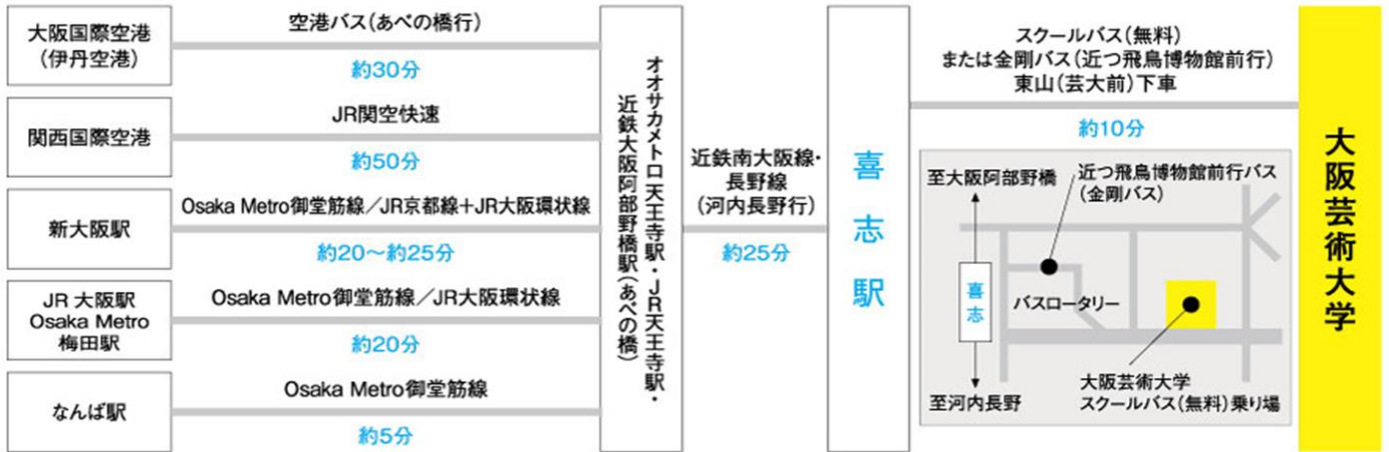 大阪国際空港
（伊丹空港）
空港バス（あべの橋行）
約30分
関西国際空港
JR関空快速
約50分
新大阪駅
Osaka Metro御堂筋線／JR京都線＋JR大阪環状線
約20〜約25分
JR 大阪駅
Osaka Metro
梅田駅
Osaka Metro御堂筋線／JR大阪環状線
約20分
なんば駅
Osaka Metro御堂筋線
約5分
オオサカメトロ天王寺駅・JR天王寺駅・
近鉄大阪阿部野橋駅（あべの橋）
近鉄南大阪線・
長野線
（河内長野行）
約25分
喜志駅
スクールバス（無料）
または金剛バス（近つ飛鳥博物館前行）
東山（芸大前）下車
約10分
至大阪阿部野橋
近つ飛鳥博物館前行バス
（金剛バス）
喜志
バスロータリー
至河内長野
大阪芸術大学
スクールバス（無料）乗り場
大阪芸術大学